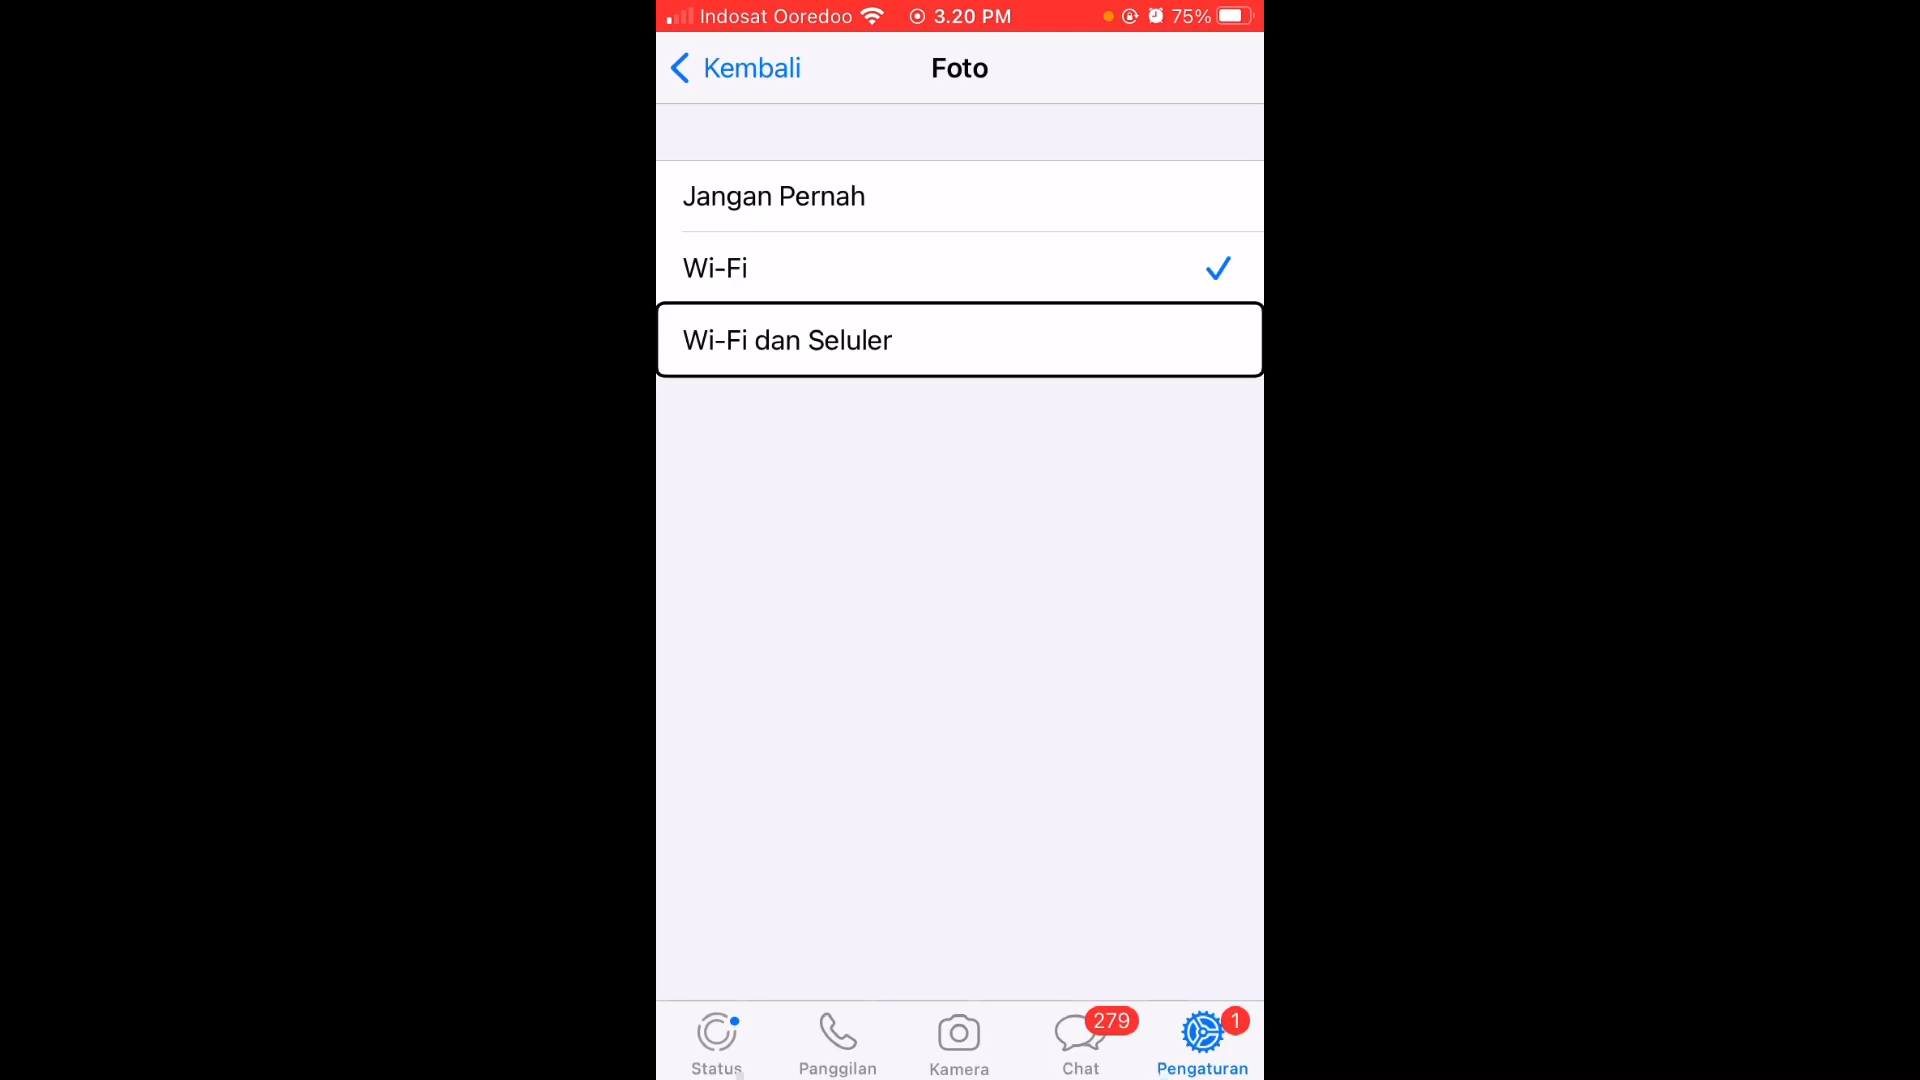 Indosat Ooredoo 3.20 PM 75%
Kembali Foto
Jangan Pernah
Wi-Fi
Wi-Fi dan Seluler
279 1
Status Panggilan Kamera Chat Pengaturan